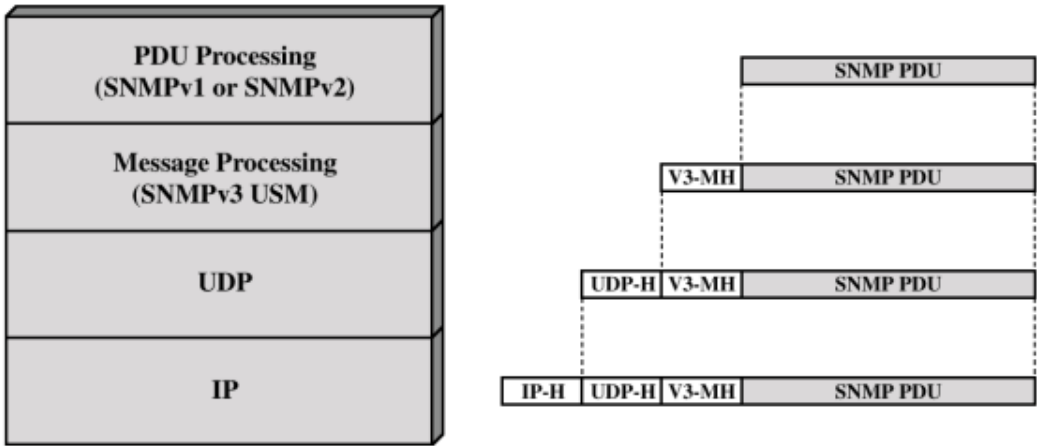 PDU Processing
(SNMPv1 or SNMPv2)
SNMP PDU
Message Processing
(SNMPv3 USM)
V3-MH SNMP PDU
UDP
UDP-H V3-MH SNMP PDU
IP
IP-H UDP-H V3-MH SNMP PDU